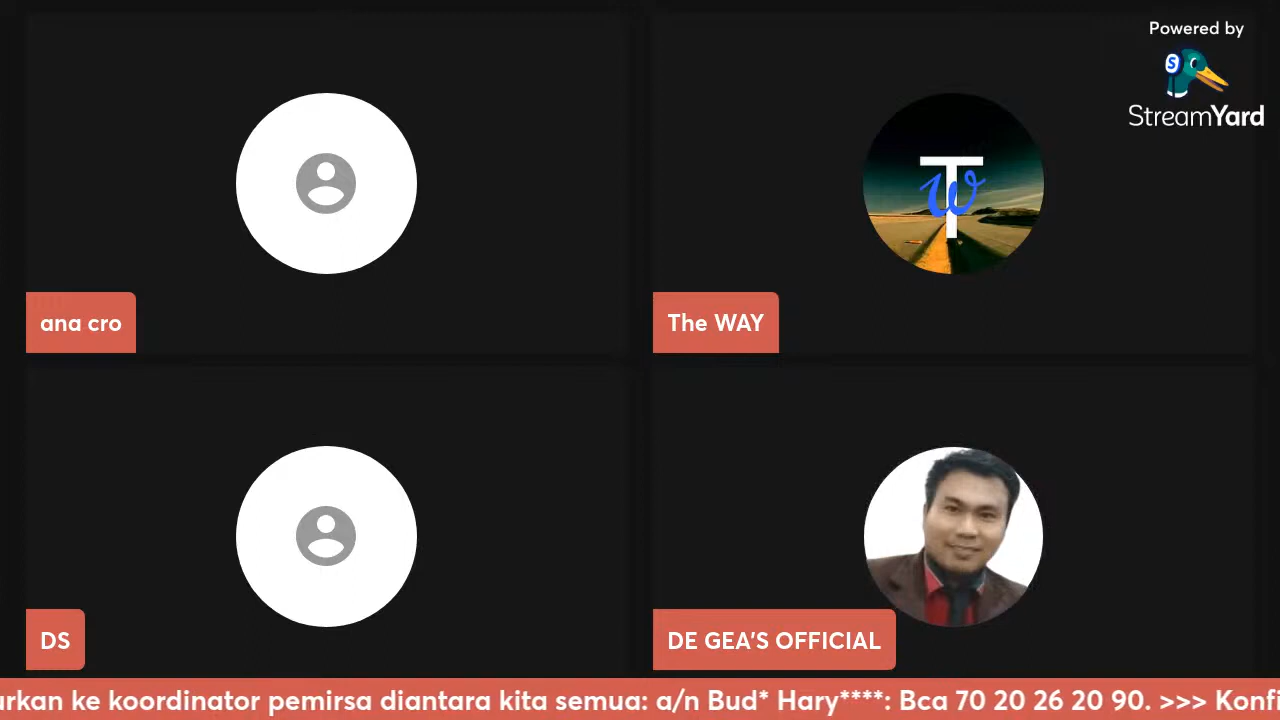 Powered by
S
StreamYard
T
w
ana cro
The WAY
DS
DE GEA'S OFFICIAL
urkan ke koordinator pemirsa diantara kita semua: a/n Bud* Hary****: Bca 70 20 26 20 90. >>> Konfi